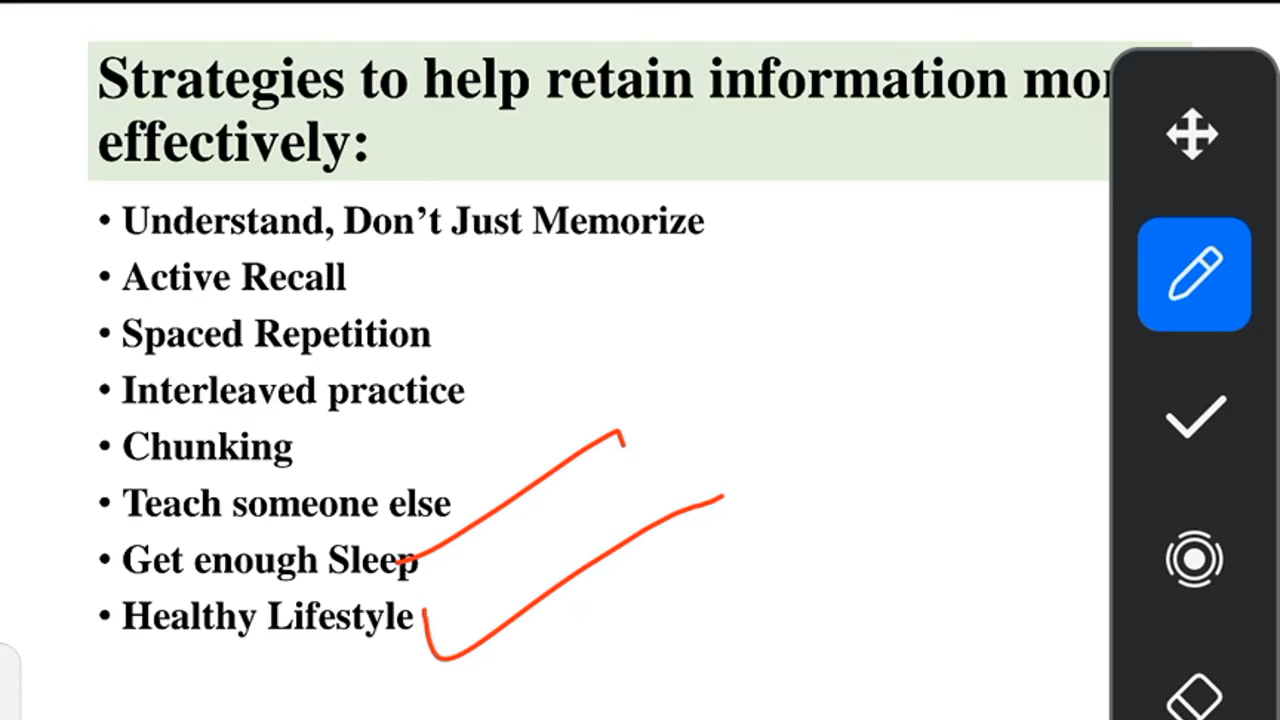 Strategies to help retain information
effectively:
• Understand, Don’t Just Memorize
• Active Recall
• Spaced Repetition
• Interleaved practice
• Chunking
• Teach someone else
• Get enough Sleep
• Healthy Lifestyle